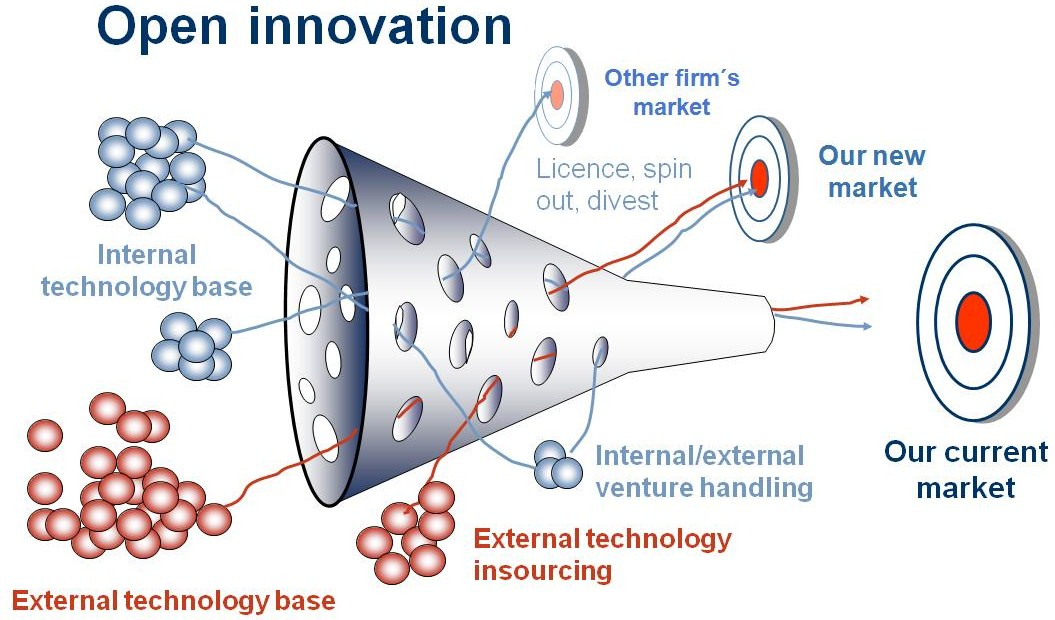 Open innovation
Other firm´s
market
Licence, spin
out, divest
Our new
market
Internal
technology base
Our current
market
Internal/external
venture handling
External technology
insourcing
External technology base